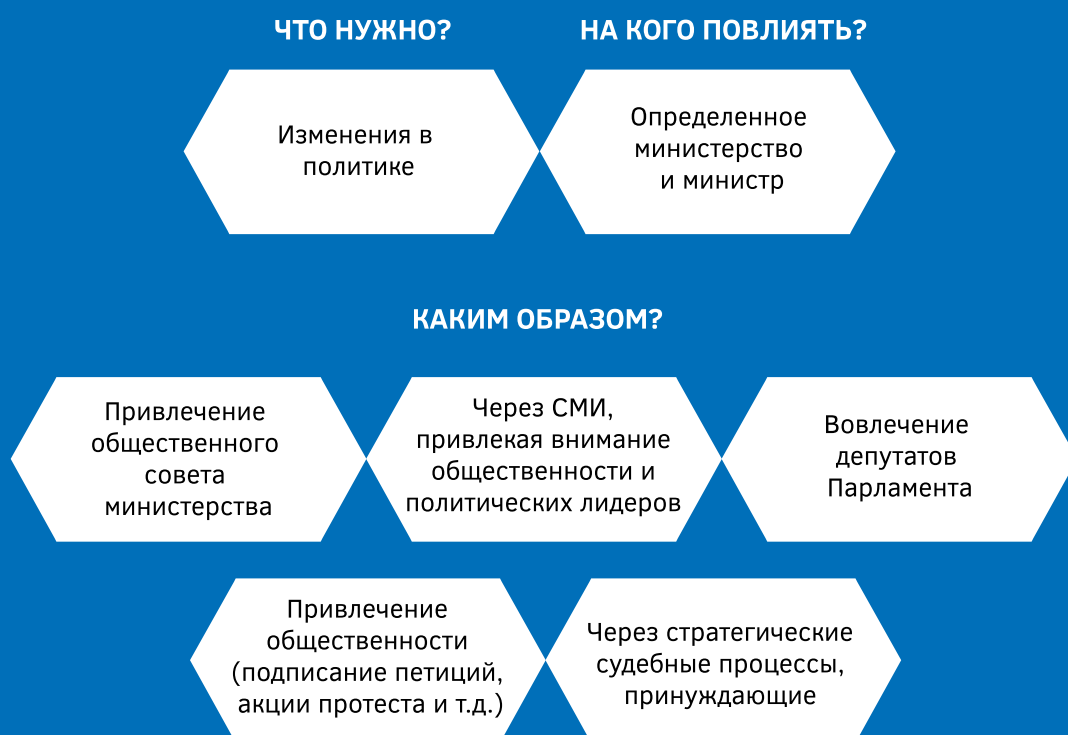 ЧТО НУЖНО?
НА КОГО ПОВЛИЯТЬ?
Изменения в
политике
Определенное
министерство
и министр
КАКИМ ОБРАЗОМ?
Привлечение
общественного
совета
министерства
Через СМИ,
привлекая внимание
общественности и
политических лидеров
Вовлечение
депутатов
Парламента
Привлечение
общественности
(подписание петиций,
акции протеста и т.д.)
Через стратегические
судебные процессы,
принуждающие